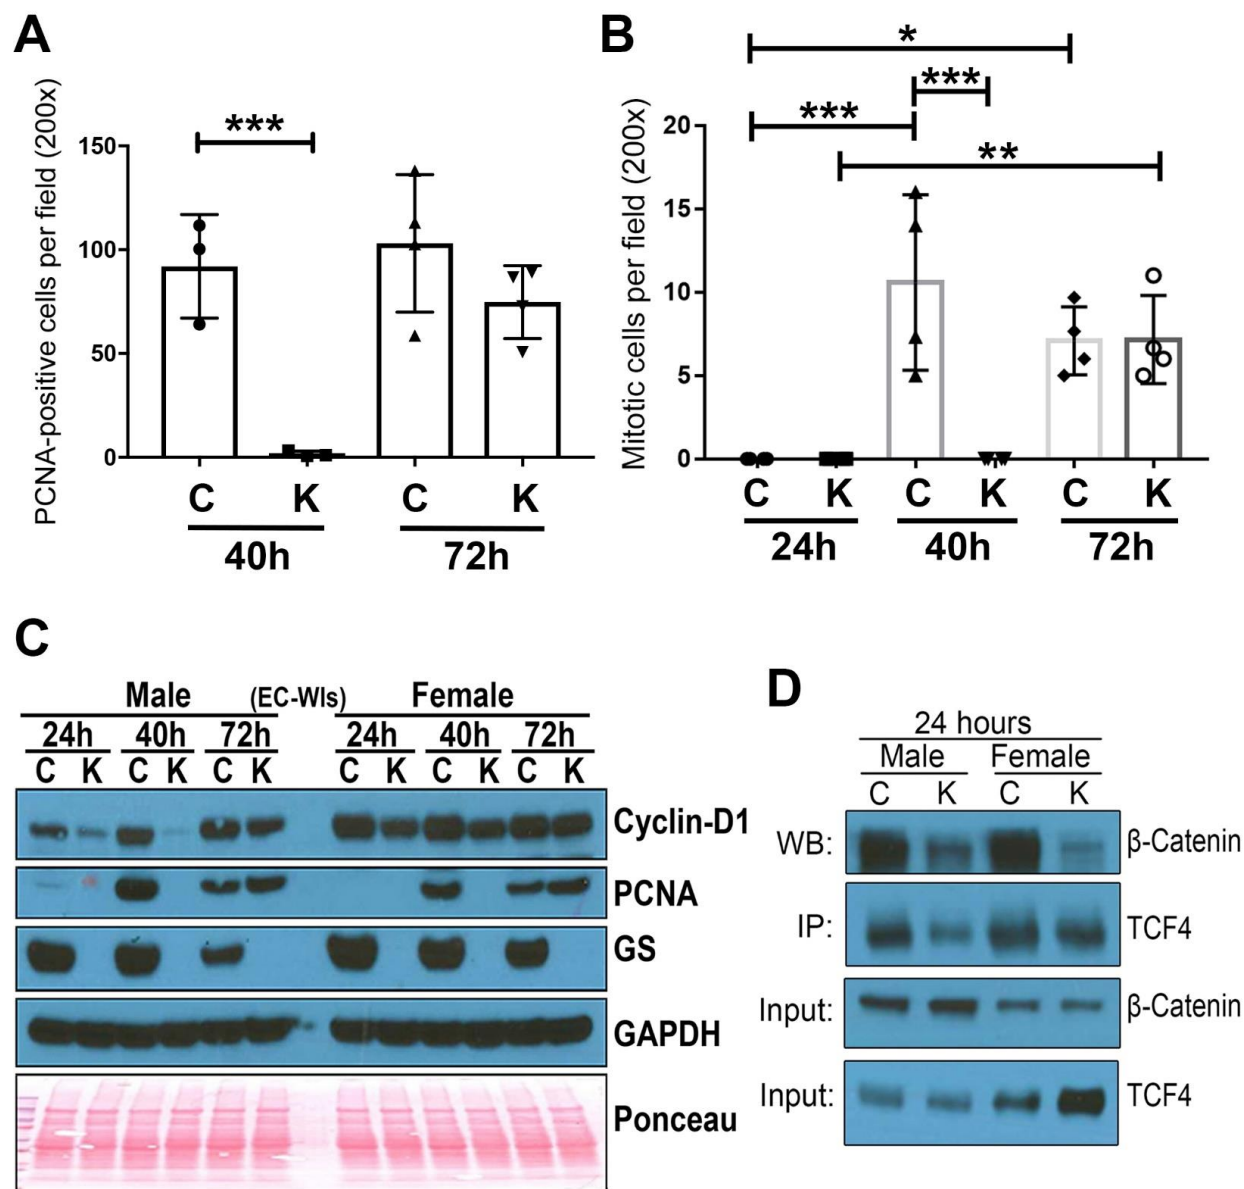 A
PCNA-positive cells per field (200x)
150
100
50
0
***
C K C K
40h 72h
B
Mitotic cells per field (200x)
20
15
10
5
0
*
***
***
**
C K C K C K
24h 40h 72h
C
Male (EC-WIs) Female
24h 40h 72h 24h 40h 72h
C K C K C K C K C K C K
Cyclin-D1
PCNA
GS
GAPDH
Ponceau
D
24 hours
Male Female
C K C K
WB: β-Catenin
IP: TCF4
Input: β-Catenin
Input: TCF4